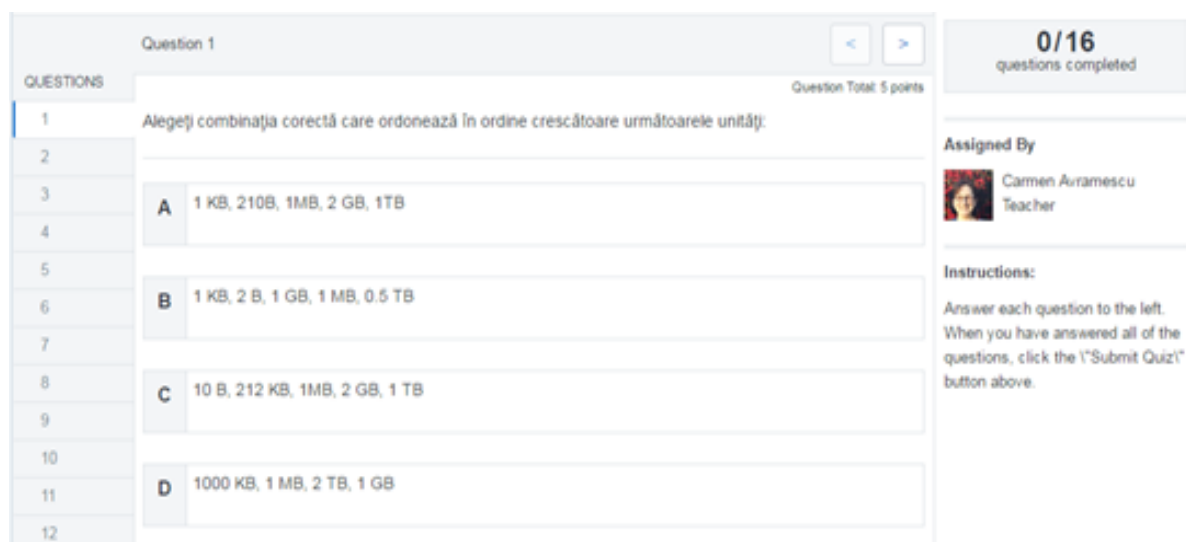 Question 1
<
>
QUESTIONS
Question Total: 5 points
1
2
3
4
5
6
7
8
9
10
11
12
Alegeți combinația corectă care ordonează în ordine crescătoare următoarele unități:
A
1 KB, 210B, 1MB, 2 GB, 1TB
B
1 KB, 2 B, 1 GB, 1 MB, 0.5 TB
C
10 B, 212 KB, 1MB, 2 GB, 1 TB
D
1000 KB, 1 MB, 2 TB, 1 GB
0/16
questions completed
Assigned By
Carmen Avramescu
Teacher
Instructions:
Answer each question to the left.
When you have answered all of the
questions, click the \"Submit Quiz\"
button above.